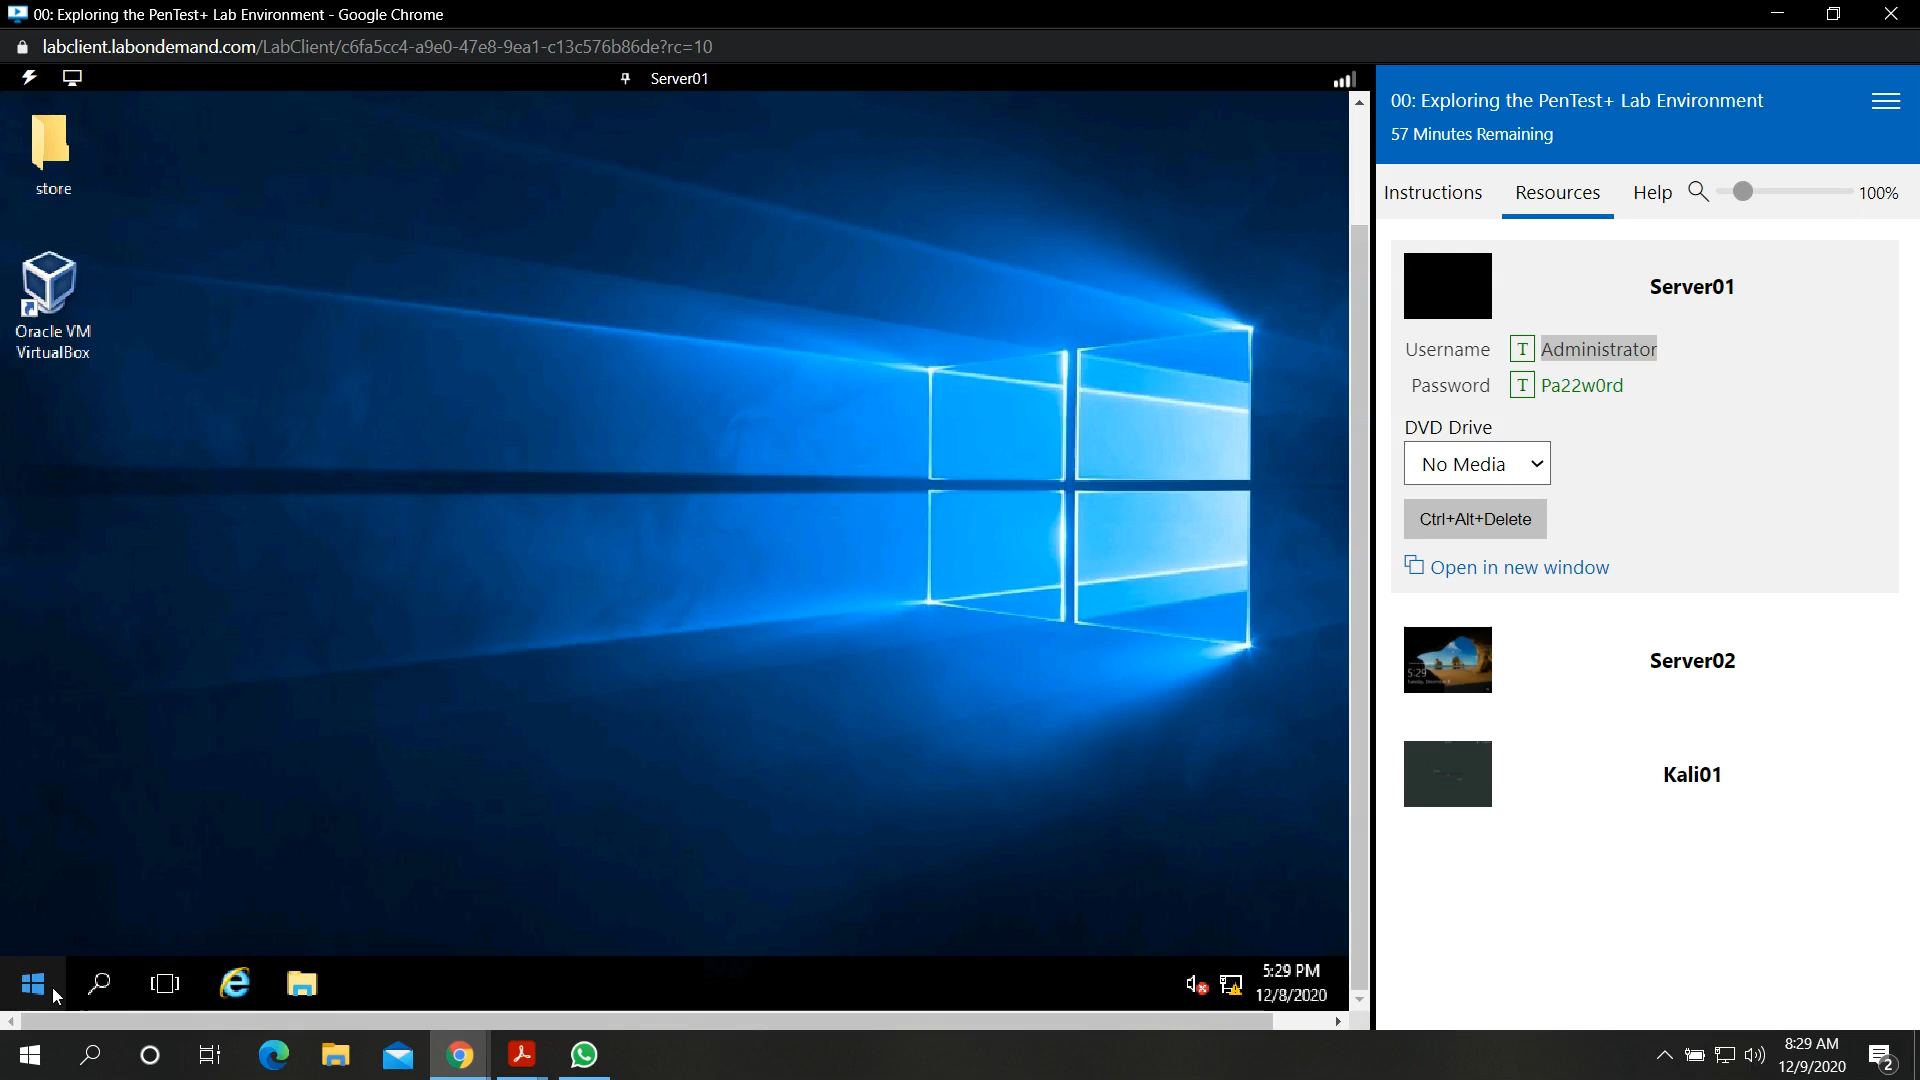 00: Exploring the PenTest+ Lab Environment - Google Chrome
labclient.labondemand.com/LabClient/c6fa5cc4-a9e0-47e8-9ea1-c13c576b86de?rc=10
Server01
00: Exploring the PenTest+ Lab Environment
57 Minutes Remaining
Instructions
Resources
Help
100%
store
Oracle VM
VirtualBox
Server01
Username
T
Administrator
Password
T
Pa22w0rd
DVD Drive
No Media
Ctrl+Alt+Delete
Open in new window
5:29
Server02
Kali01
5:29 PM
12/8/2020
8:29 AM
12/9/2020
2